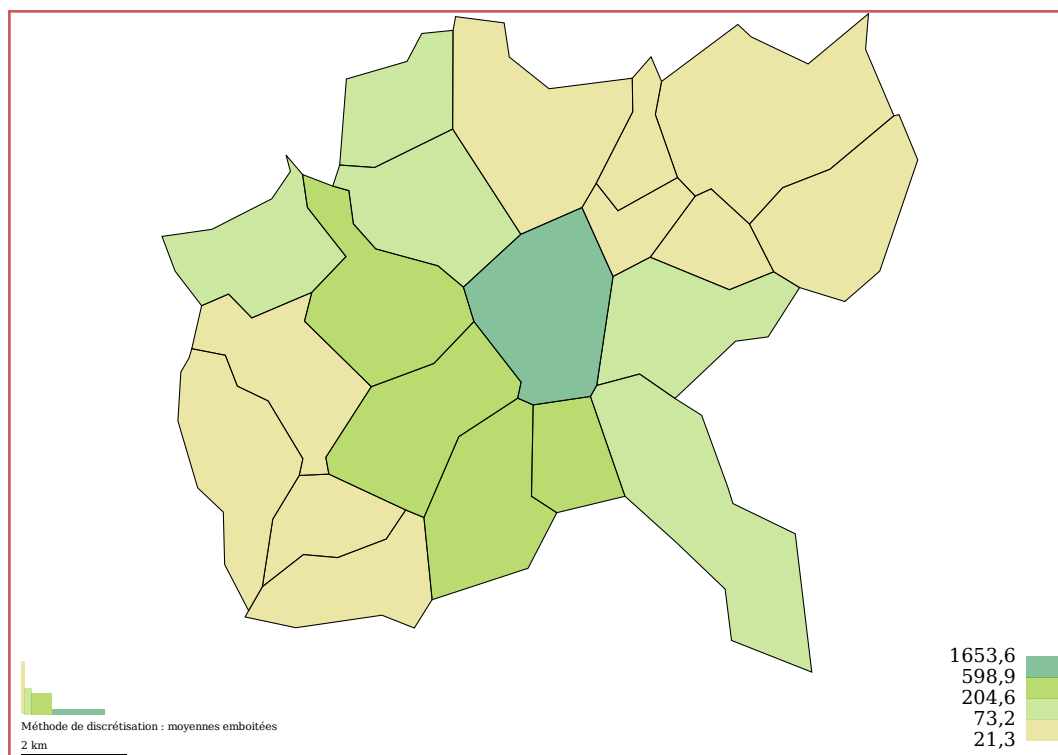 1653,6
598,9
204,6
73,2
21,3
Méthode de discrétisation : moyennes emboitées
2 km